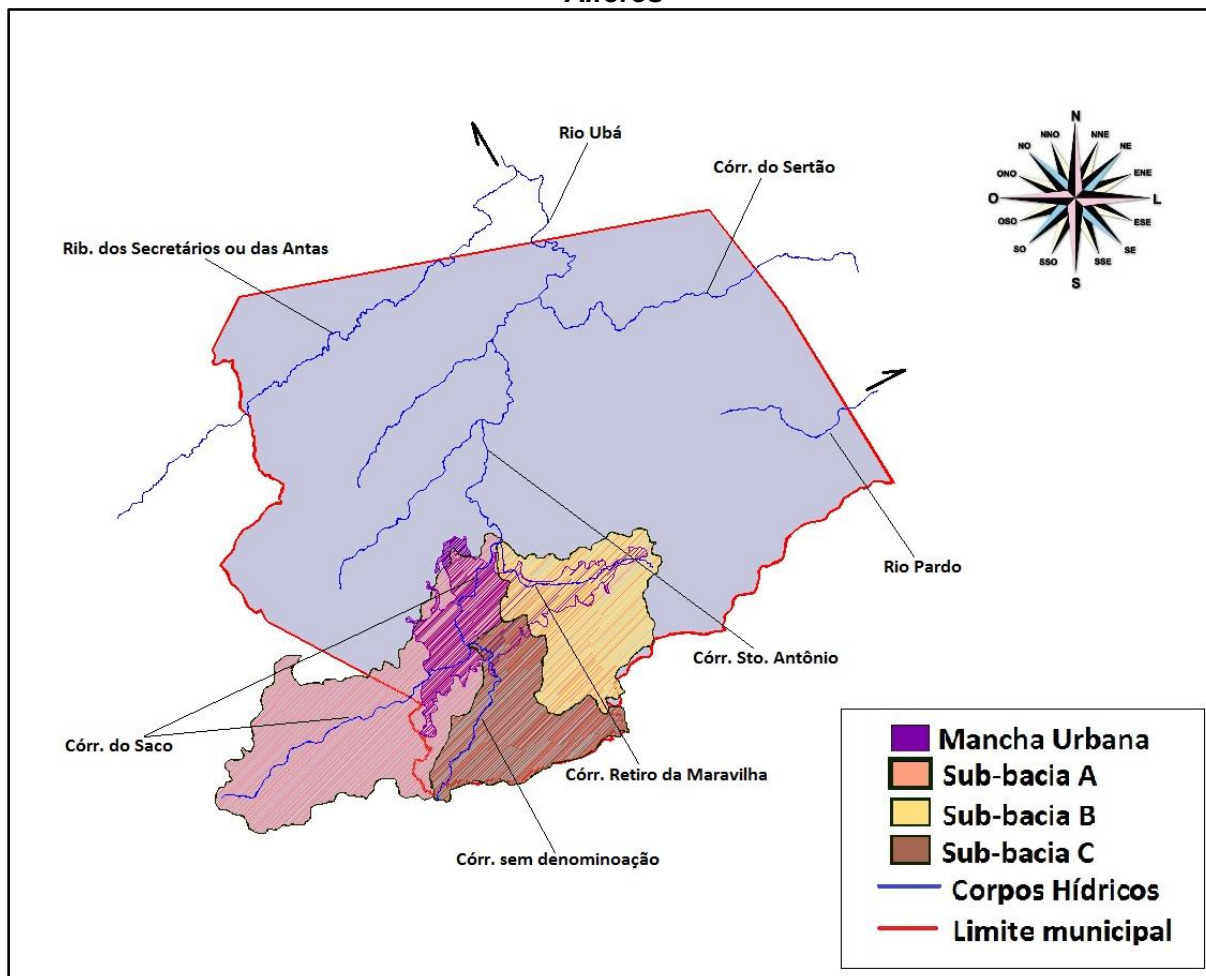 Alferes
Rio Ubá
Córr. do Sertão
Rib. dos Secretários ou das Antas
N
NNO
NNE
NO
NE
ONO
ENE
O
L
OSO
ESE
SO
SE
SSO
SSE
S
Rio Pardo
Córr. Sto. Antônio
Córr. do Saco
Córr. Retiro da Maravilha
Córr. sem denominoação
Mancha Urbana
Sub-bacia A
Sub-bacia B
Sub-bacia C
Corpos Hídricos
Limite municipal